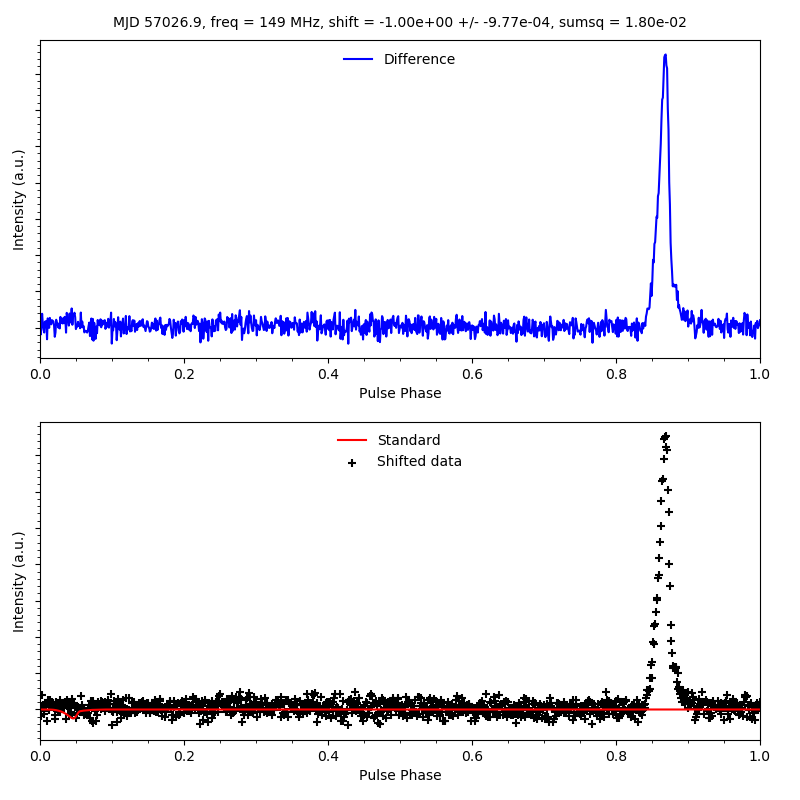 MJD 57026.9, freq = 149 MHz, shift = -1.00e+00 +/- -9.77e-04, sumsq = 1.80e-02
Difference
Intensity (a.u.)
0.0 0.2 0.4 0.6 0.8 1.0
Pulse Phase
Standard
Shifted data
Intensity (a.u.)
0.0 0.2 0.4 0.6 0.8 1.0
Pulse Phase